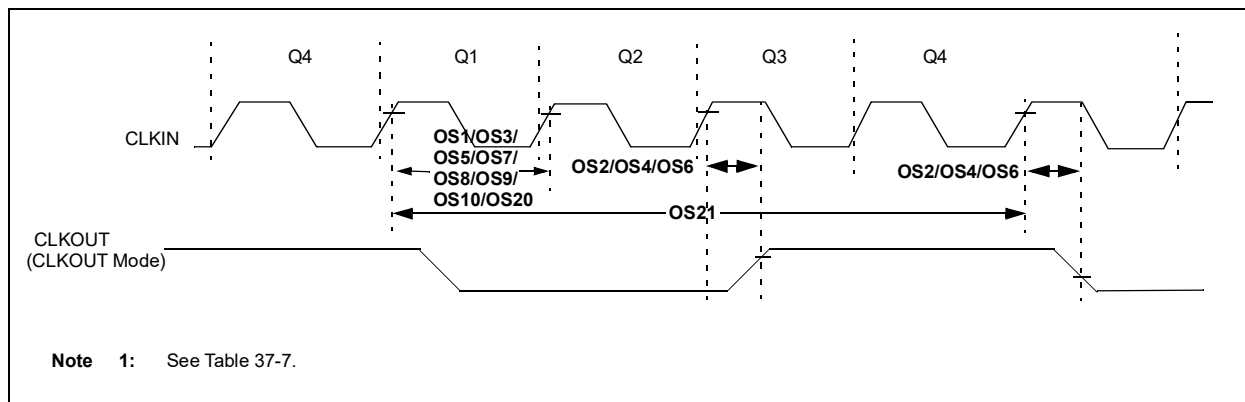 Q4 Q1 Q2 Q3 Q4
CLKIN
OS1/OS3/
OS5/OS7/
OS8/OS9/
OS10/OS20
OS2/OS4/OS6
OS2/OS4/OS6
OS21
CLKOUT
(CLKOUT Mode)
Note 1: See Table 37-7.